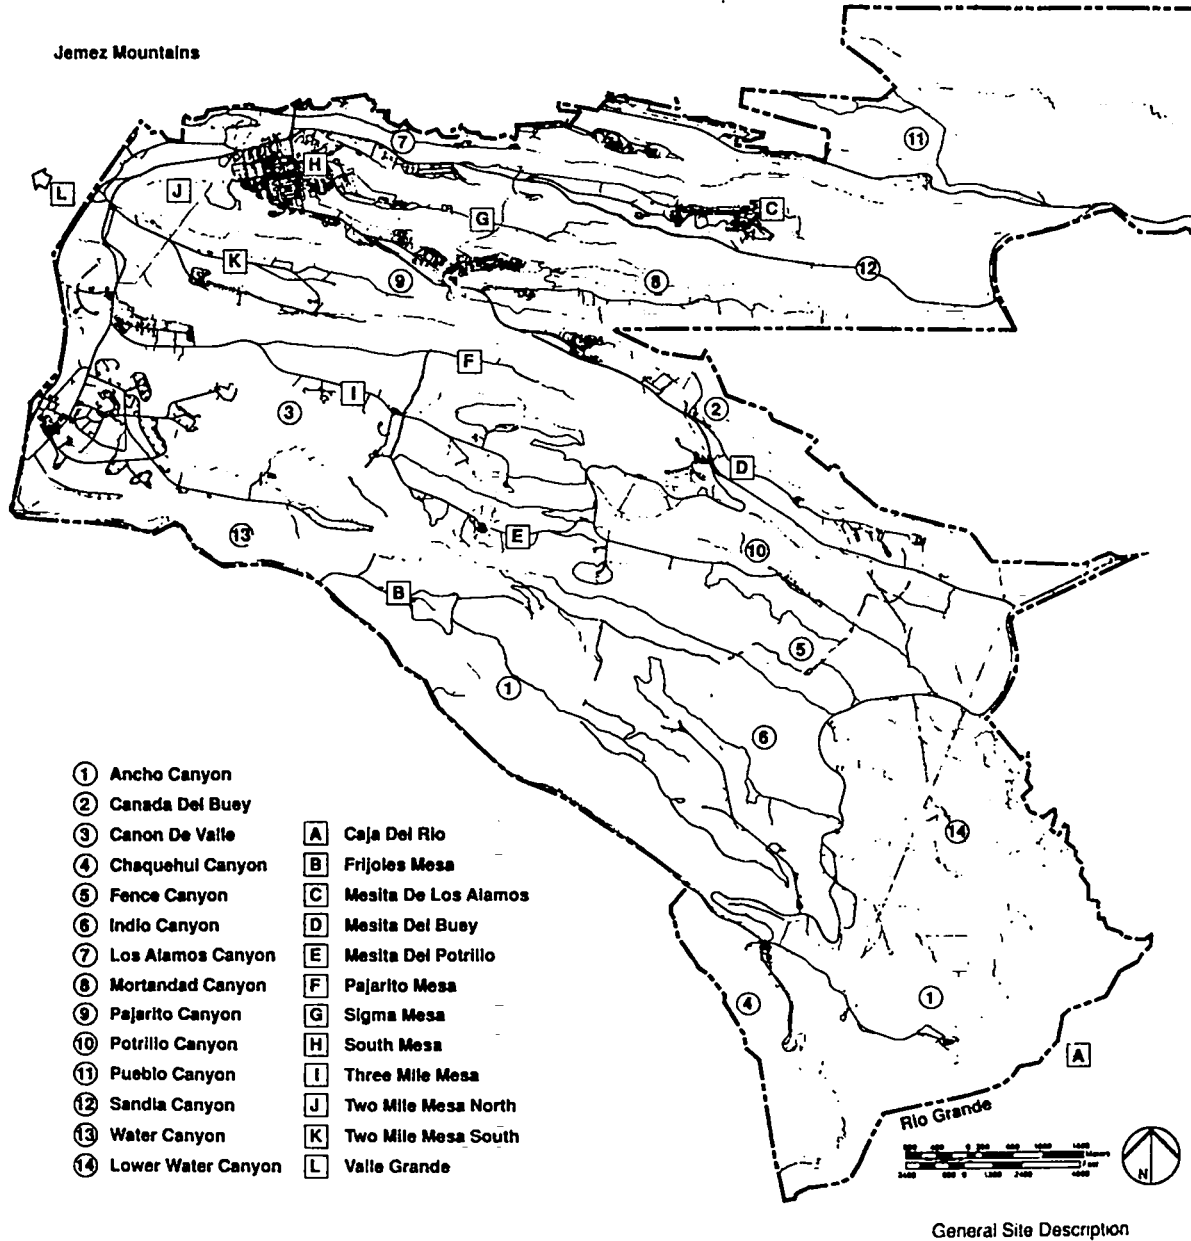 Jemez Mountains
11
7
H
L
J
C
G
K
12
9
8
F
I
3
2
D
13
E
10
B
5
1
6
14
1 Ancho Canyon
2 Canada Del Buey
3 Canon De Valle
4 Chaquehui Canyon
5 Fence Canyon
6 Indio Canyon
7 Los Alamos Canyon
8 Mortandad Canyon
9 Pajarito Canyon
10 Potrillo Canyon
11 Pueblo Canyon
12 Sandia Canyon
13 Water Canyon
14 Lower Water Canyon
A Caja Del Rio
B Frijoles Mesa
C Mesita De Los Alamos
D Mesita Del Buey
E Mesita Del Potrillo
F Pajarito Mesa
G Sigma Mesa
H South Mesa
I Three Mile Mesa
J Two Mile Mesa North
K Two Mile Mesa South
L Valle Grande
4
1
A
Rio Grande
N
General Site Description